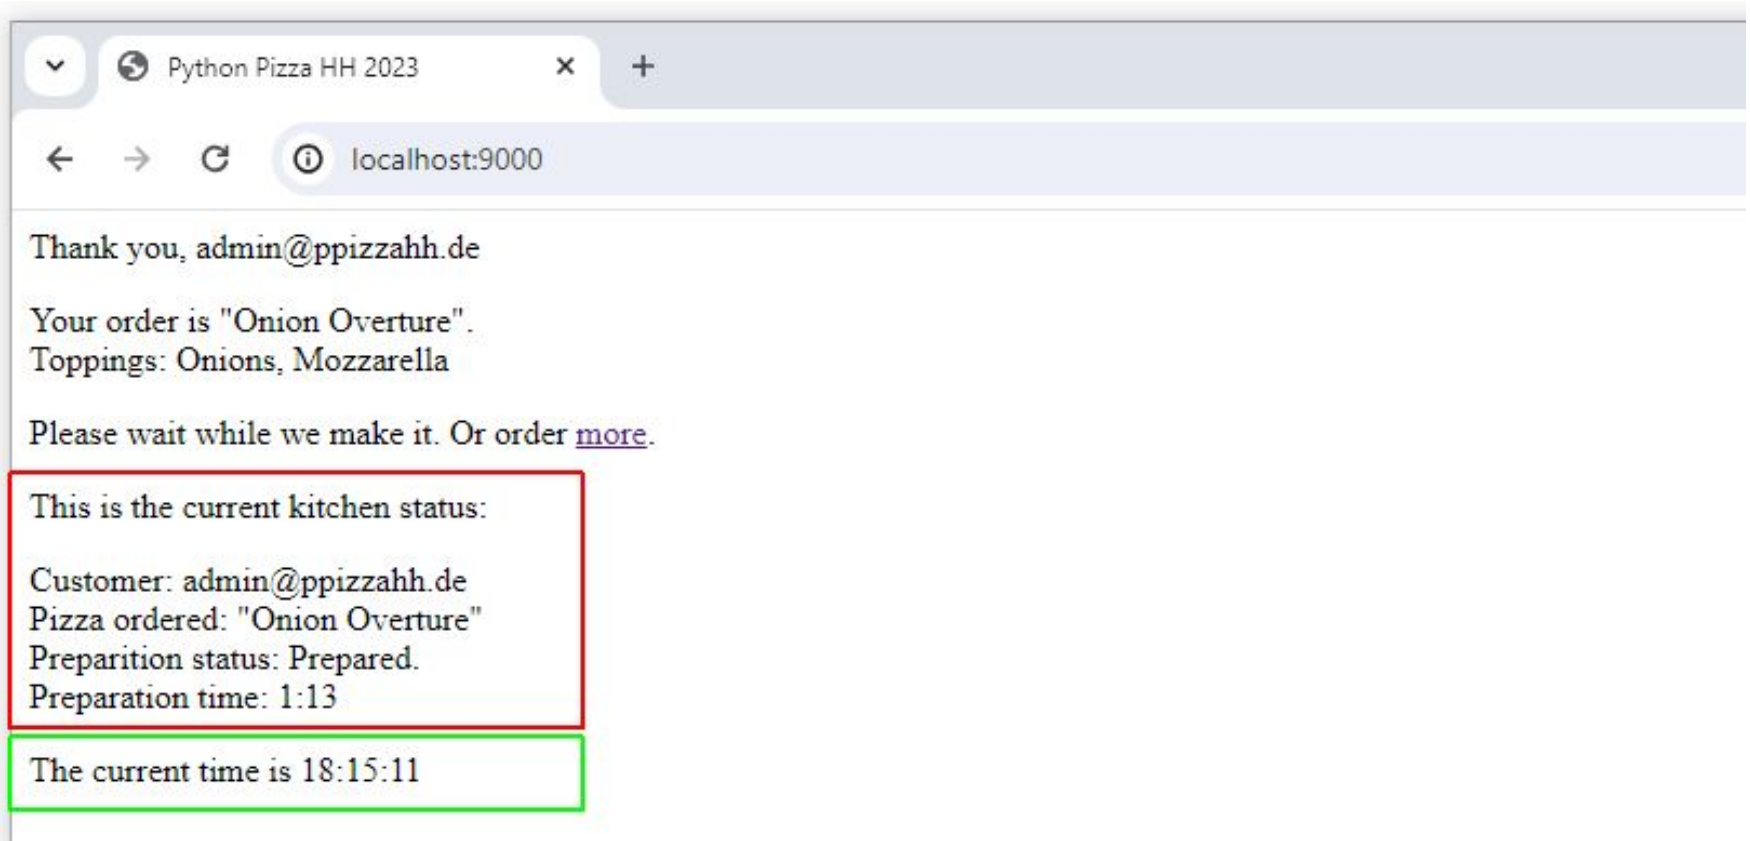 Python Pizza HH 2023
localhost:9000
Thank you, admin@ppizzahh.de
Your order is "Onion Overture".
Toppings: Onions, Mozzarella
Please wait while we make it. Or order more.
This is the current kitchen status:
Customer: admin@ppizzahh.de
Pizza ordered: "Onion Overture"
Preparition status: Prepared.
Preparation time: 1:13
The current time is 18:15:11